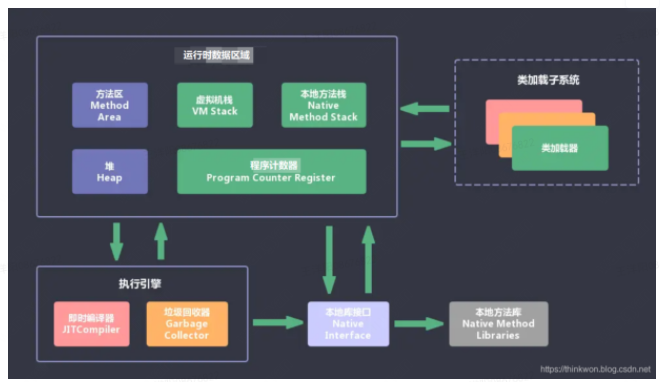 运行时数据区域
方法区
Method
Area
虚拟机栈
VM Stack
本地方法栈
Native
Method Stack
堆
Heap
程序计数器
Program Counter Register
类加载子系统
类加载器
执行引擎
即时编译器
JITCompiler
垃圾回收器
Garbage
Collector
本地库接口
Native
Interface
本地方法库
Native Method
Libraries
https://thinkwon.blog.csdn.net